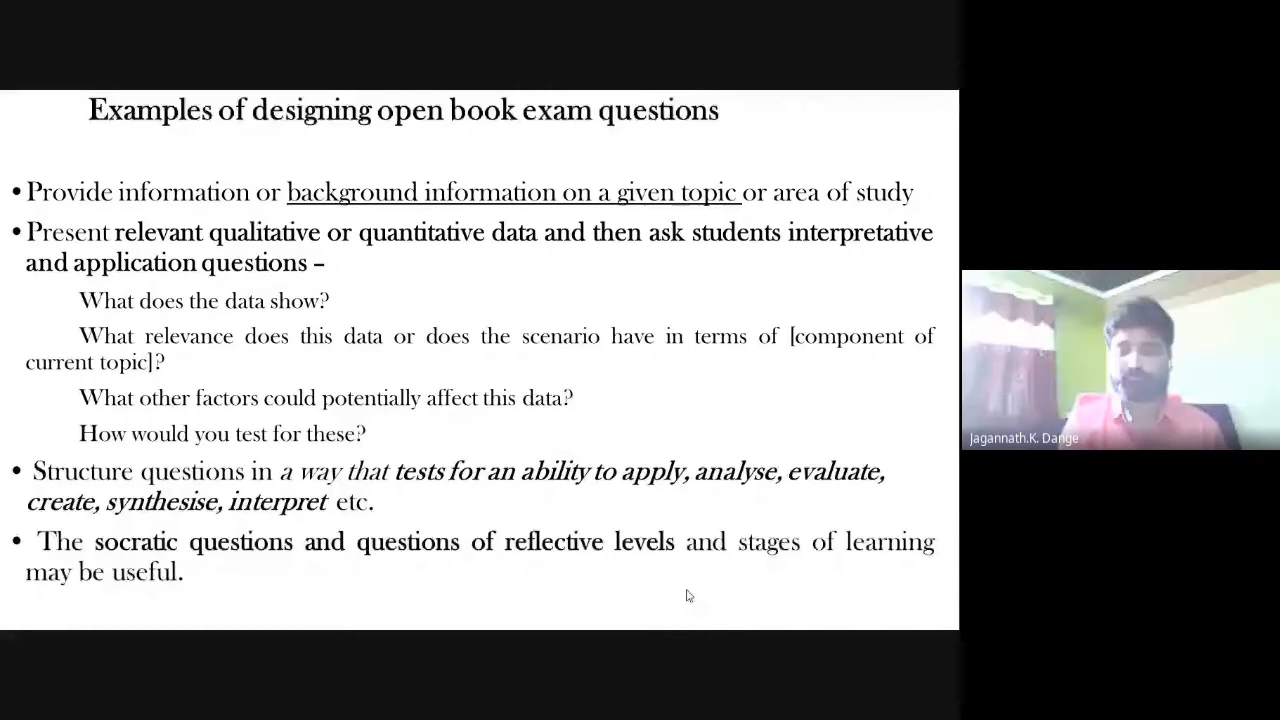 Examples of designing open book exam questions
• Provide information or background information on a given topic or area of study
• Present relevant qualitative or quantitative data and then ask students interpretative
and application questions –
What does the data show?
What relevance does this data or does the scenario have in terms of [component of
current topic]?
What other factors could potentially affect this data?
How would you test for these?
• Structure questions in a way that tests for an ability to apply, analyse, evaluate,
create, synthesise, interpret etc.
• The socratic questions and questions of reflective levels and stages of learning
may be useful.
Jagannath.K. Dange